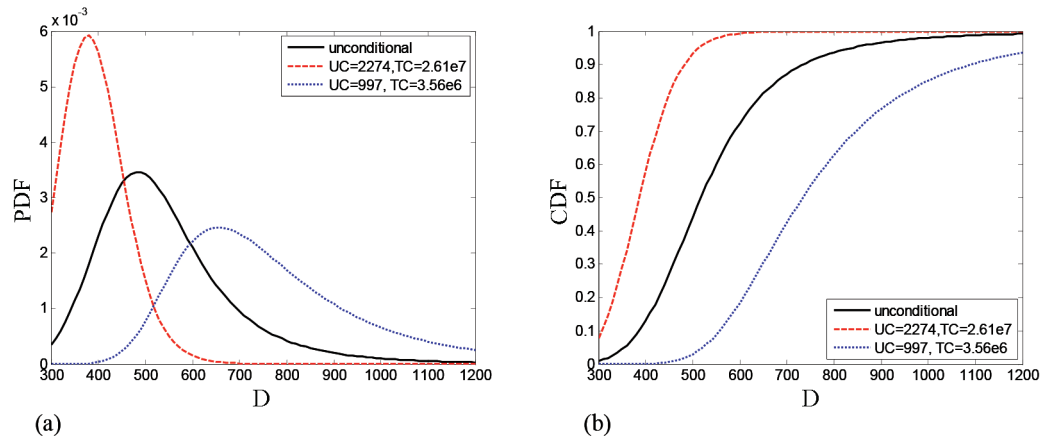 6 × 10⁻³
5
4
3
2
1
0
PDF
300 400 500 600 700 800 900 1000 1100 1200
D
unconditional
UC=2274,TC=2.61e7
UC=997, TC=3.56e6
(a)
1
0.9
0.8
0.7
0.6
0.5
0.4
0.3
0.2
0.1
0
CDF
300 400 500 600 700 800 900 1000 1100 1200
D
unconditional
UC=2274,TC=2.61e7
UC=997, TC=3.56e6
(b)